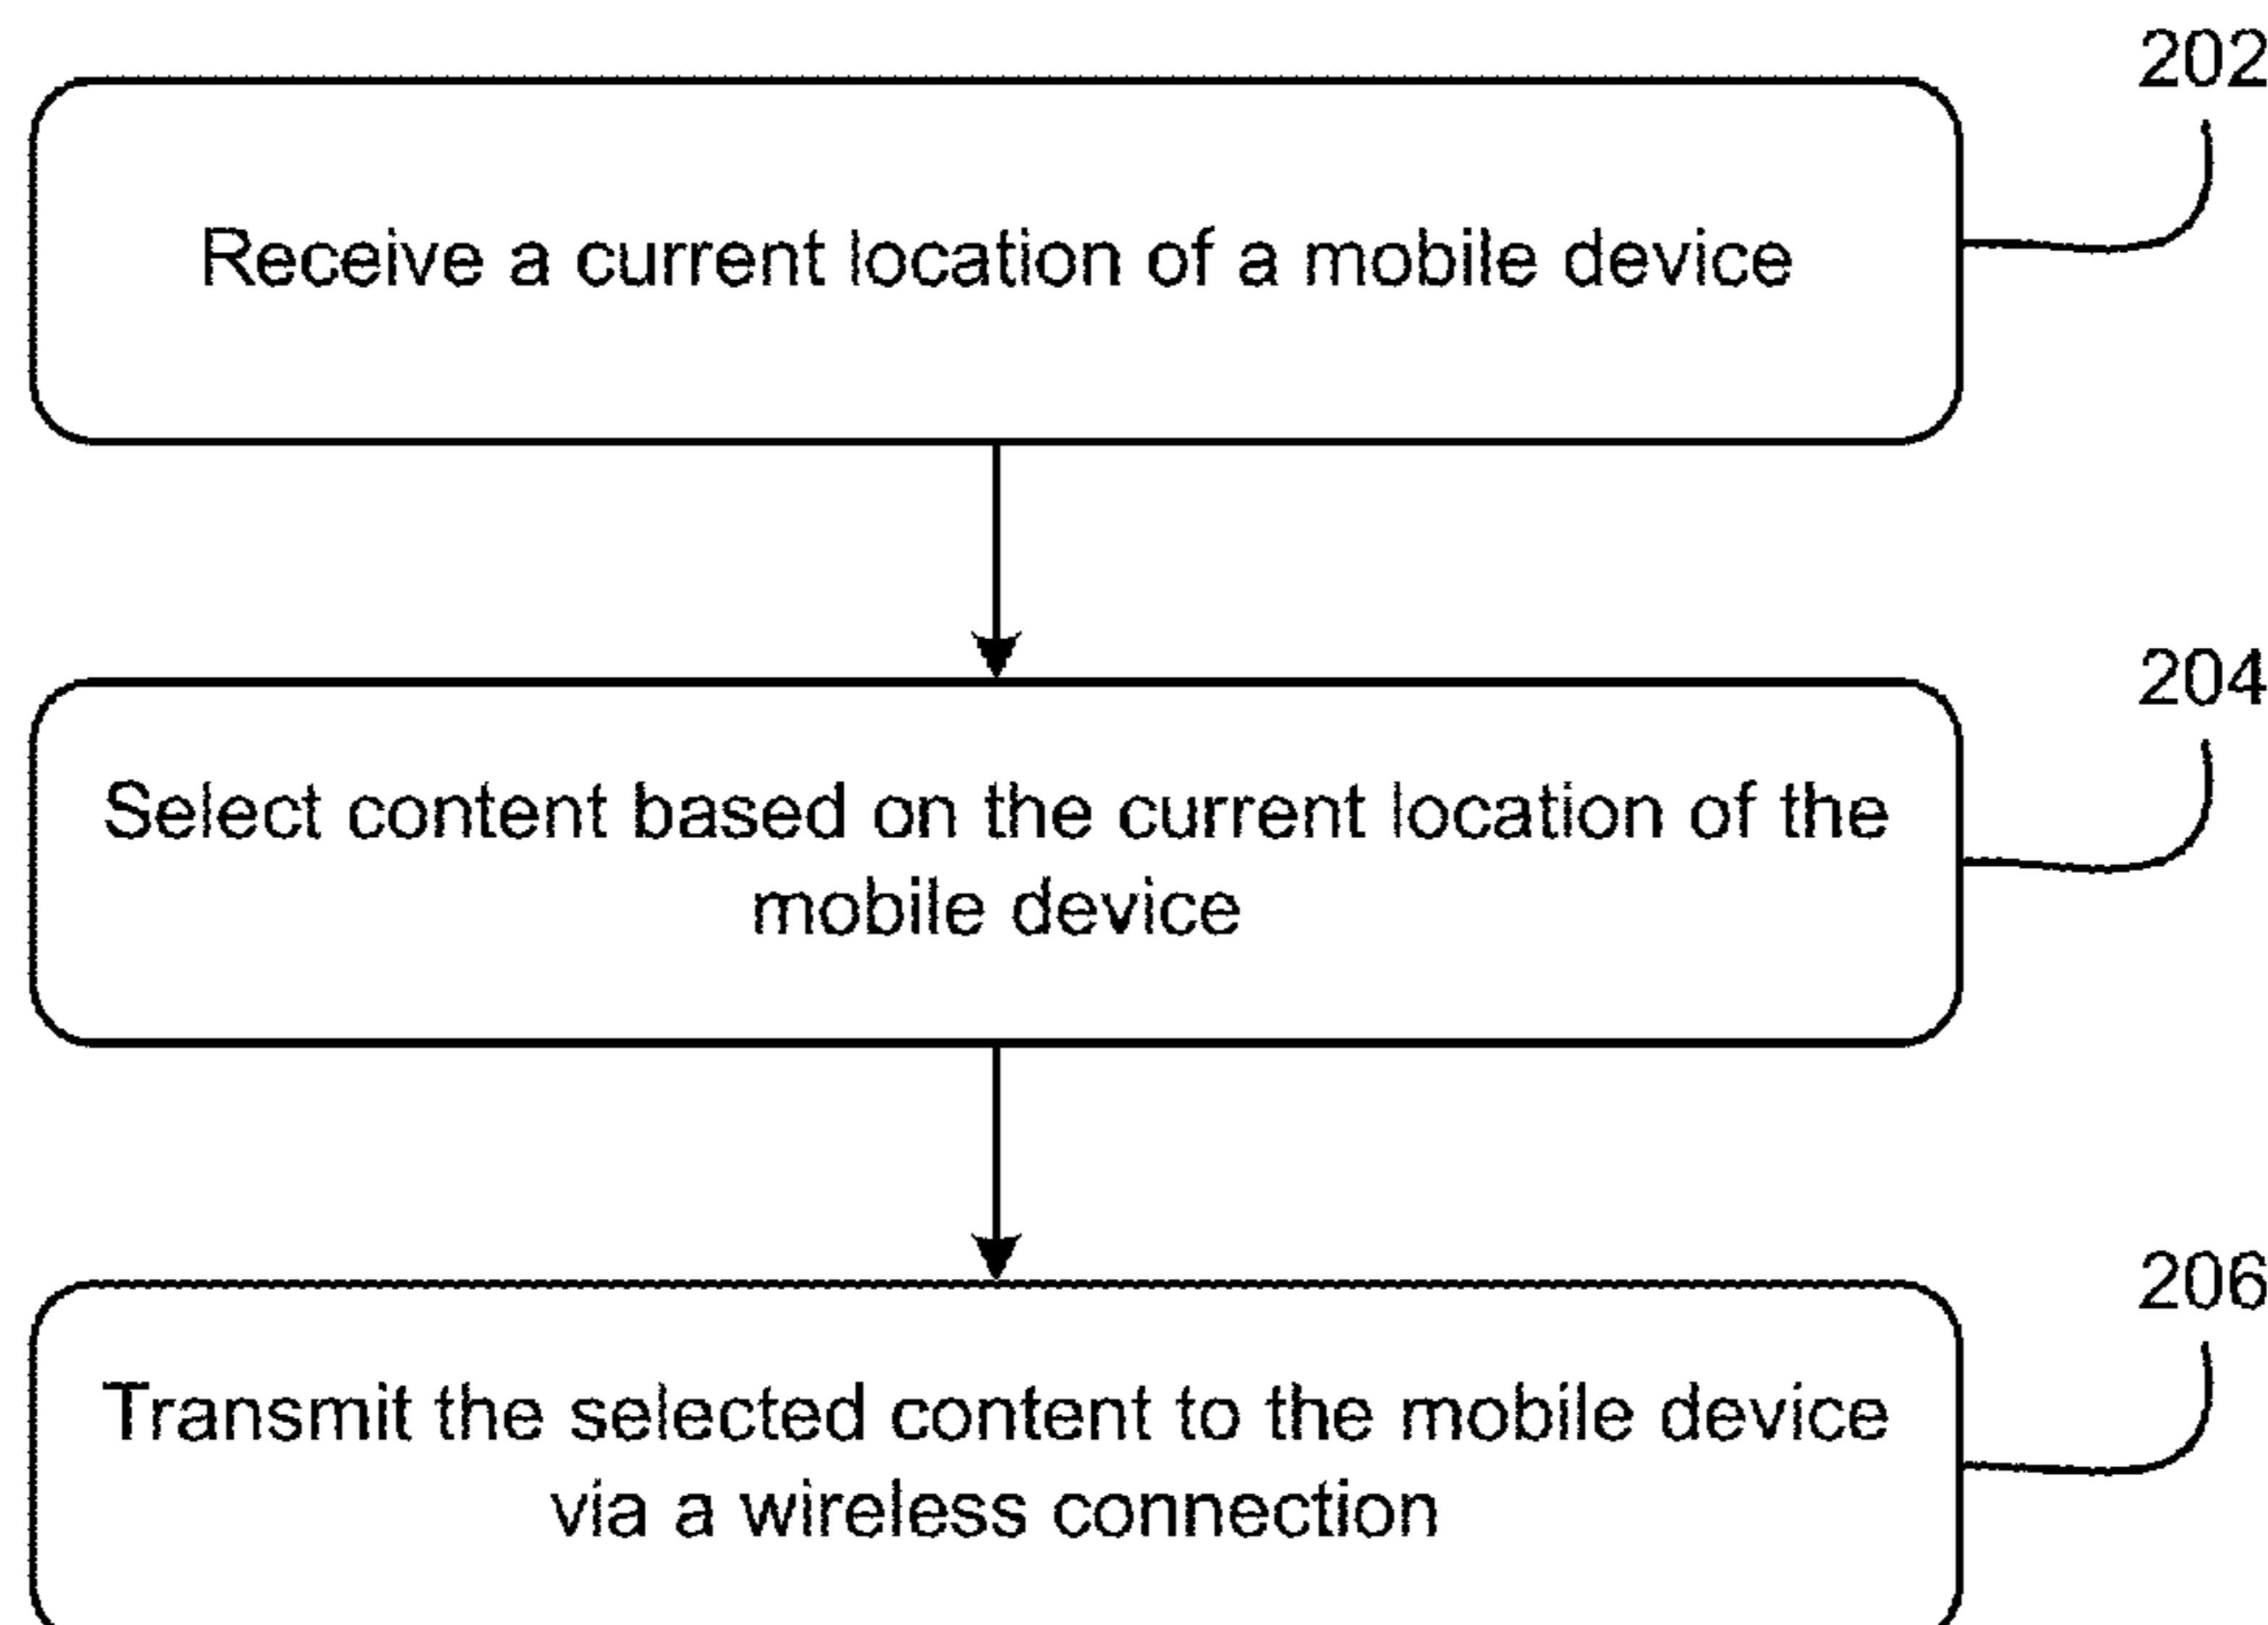 202
Receive a current location of a mobile device
204
Select content based on the current location of the
mobile device
206
Transmit the selected content to the mobile device
via a wireless connection